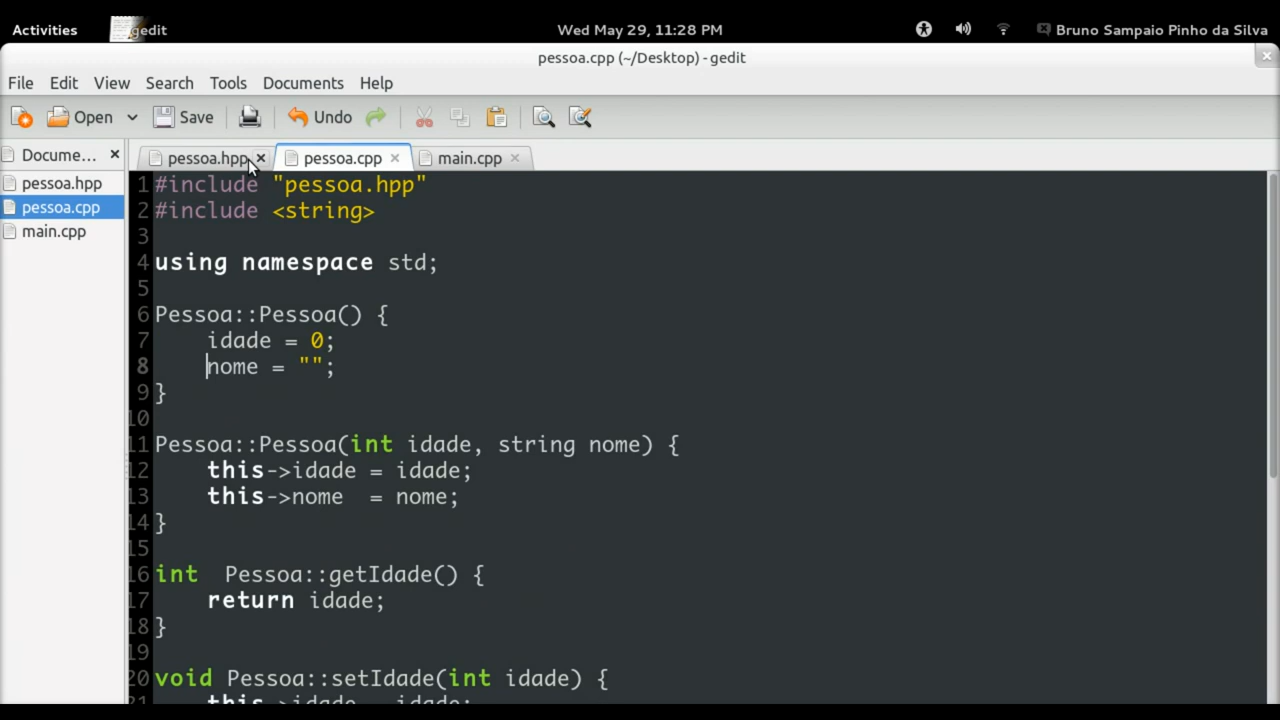 Activities gedit Wed May 29, 11:28 PM Bruno Sampaio Pinho da Silva
pessoa.cpp (~/Desktop) - gedit
File Edit View Search Tools Documents Help
Open Save Undo
Docume... pessoa.hpp pessoa.cpp main.cpp
pessoa.hpp
pessoa.cpp
main.cpp
1 #include "pessoa.hpp"
2 #include <string>
3
4 using namespace std;
5
6 Pessoa::Pessoa() {
7 idade = 0;
8 nome = "";
9 }
10
11 Pessoa::Pessoa(int idade, string nome) {
12 this->idade = idade;
13 this->nome  = nome;
14 }
15
16 int  Pessoa::getIdade() {
17 return idade;
18 }
19
20 void Pessoa::setIdade(int idade) {
21 this->idade = idade;